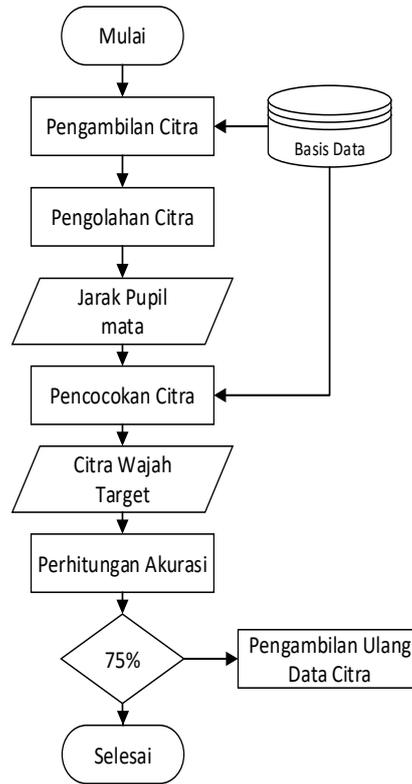 Mulai
Pengambilan Citra
Basis Data
Pengolahan Citra
Jarak Pupil
mata
Pencocokan Citra
Citra Wajah
Target
Perhitungan Akurasi
75%
Pengambilan Ulang
Data Citra
Selesai